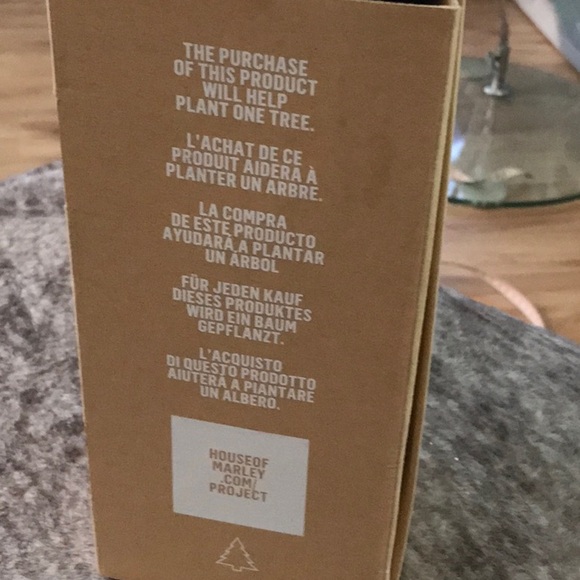 THE PURCHASE
OF THIS PRODUCT
WILL HELP
PLANT ONE TREE.
L'ACHAT DE CE
PRODUIT AIDERA À
PLANTER UN ARBRE.
LA COMPRA
DE ESTE PRODUCTO
AYUDARÁ A PLANTAR
UN ÁRBOL
FÜR JEDEN KAUF
DIESES PRODUKTES
WIRD EIN BAUM
GEPFLANZT.
L'ACQUISTO
DI QUESTO PRODOTTO
AIUTERÀ A PIANTARE
UN ALBERO.
HOUSEOF
MARLEY
.COM/
PROJECT